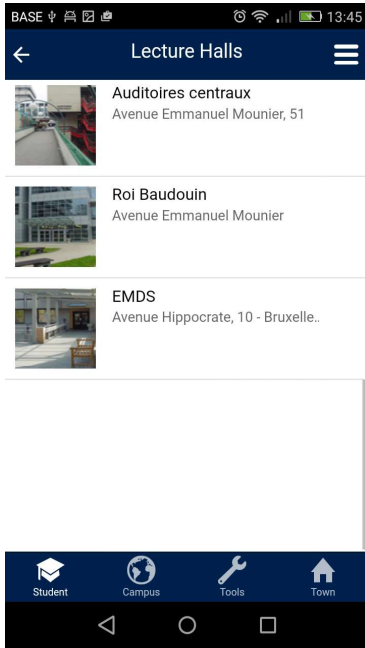 BASE 13:45
Lecture Halls
Auditoires centraux
Avenue Emmanuel Mounier, 51
Roi Baudouin
Avenue Emmanuel Mounier
EMDS
Avenue Hippocrate, 10 - Bruxelle..
Student Campus Tools Town